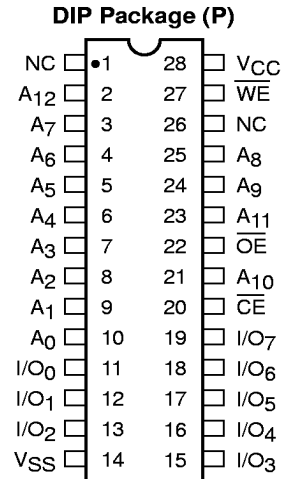 DIP Package (P)
NC 1 28 VCC
A12 2 27 WE
A7 3 26 NC
A6 4 25 A8
A5 5 24 A9
A4 6 23 A11
A3 7 22 OE
A2 8 21 A10
A1 9 20 CE
A0 10 19 I/O7
I/O0 11 18 I/O6
I/O1 12 17 I/O5
I/O2 13 16 I/O4
VSS 14 15 I/O3